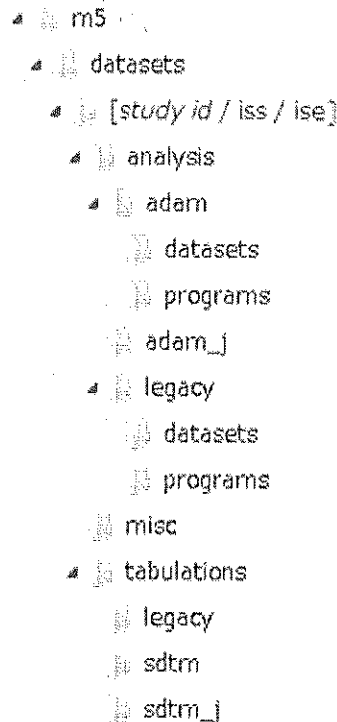 m5
datasets
[study id / iss / ise]
analysis
adam
datasets
programs
adam_j
legacy
datasets
programs
misc
tabulations
legacy
sdtm
sdtm_j